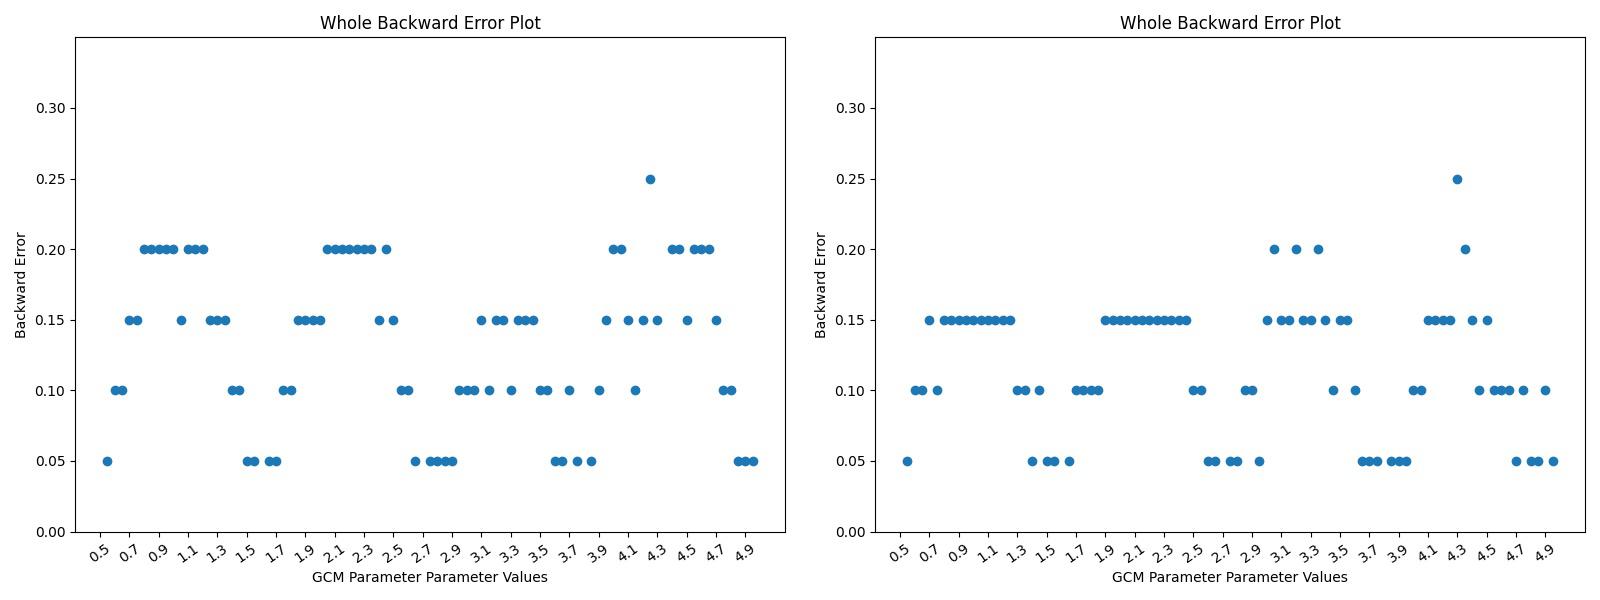 Whole Backward Error Plot
Backward Error
0.30
0.25
0.20
0.15
0.10
0.05
0.00
0.5 0.7 0.9 1.1 1.3 1.5 1.7 1.9 2.1 2.3 2.5 2.7 2.9 3.1 3.3 3.5 3.7 3.9 4.1 4.3 4.5 4.7 4.9
GCM Parameter Parameter Values
Whole Backward Error Plot
Backward Error
0.30
0.25
0.20
0.15
0.10
0.05
0.00
0.5 0.7 0.9 1.1 1.3 1.5 1.7 1.9 2.1 2.3 2.5 2.7 2.9 3.1 3.3 3.5 3.7 3.9 4.1 4.3 4.5 4.7 4.9
GCM Parameter Parameter Values